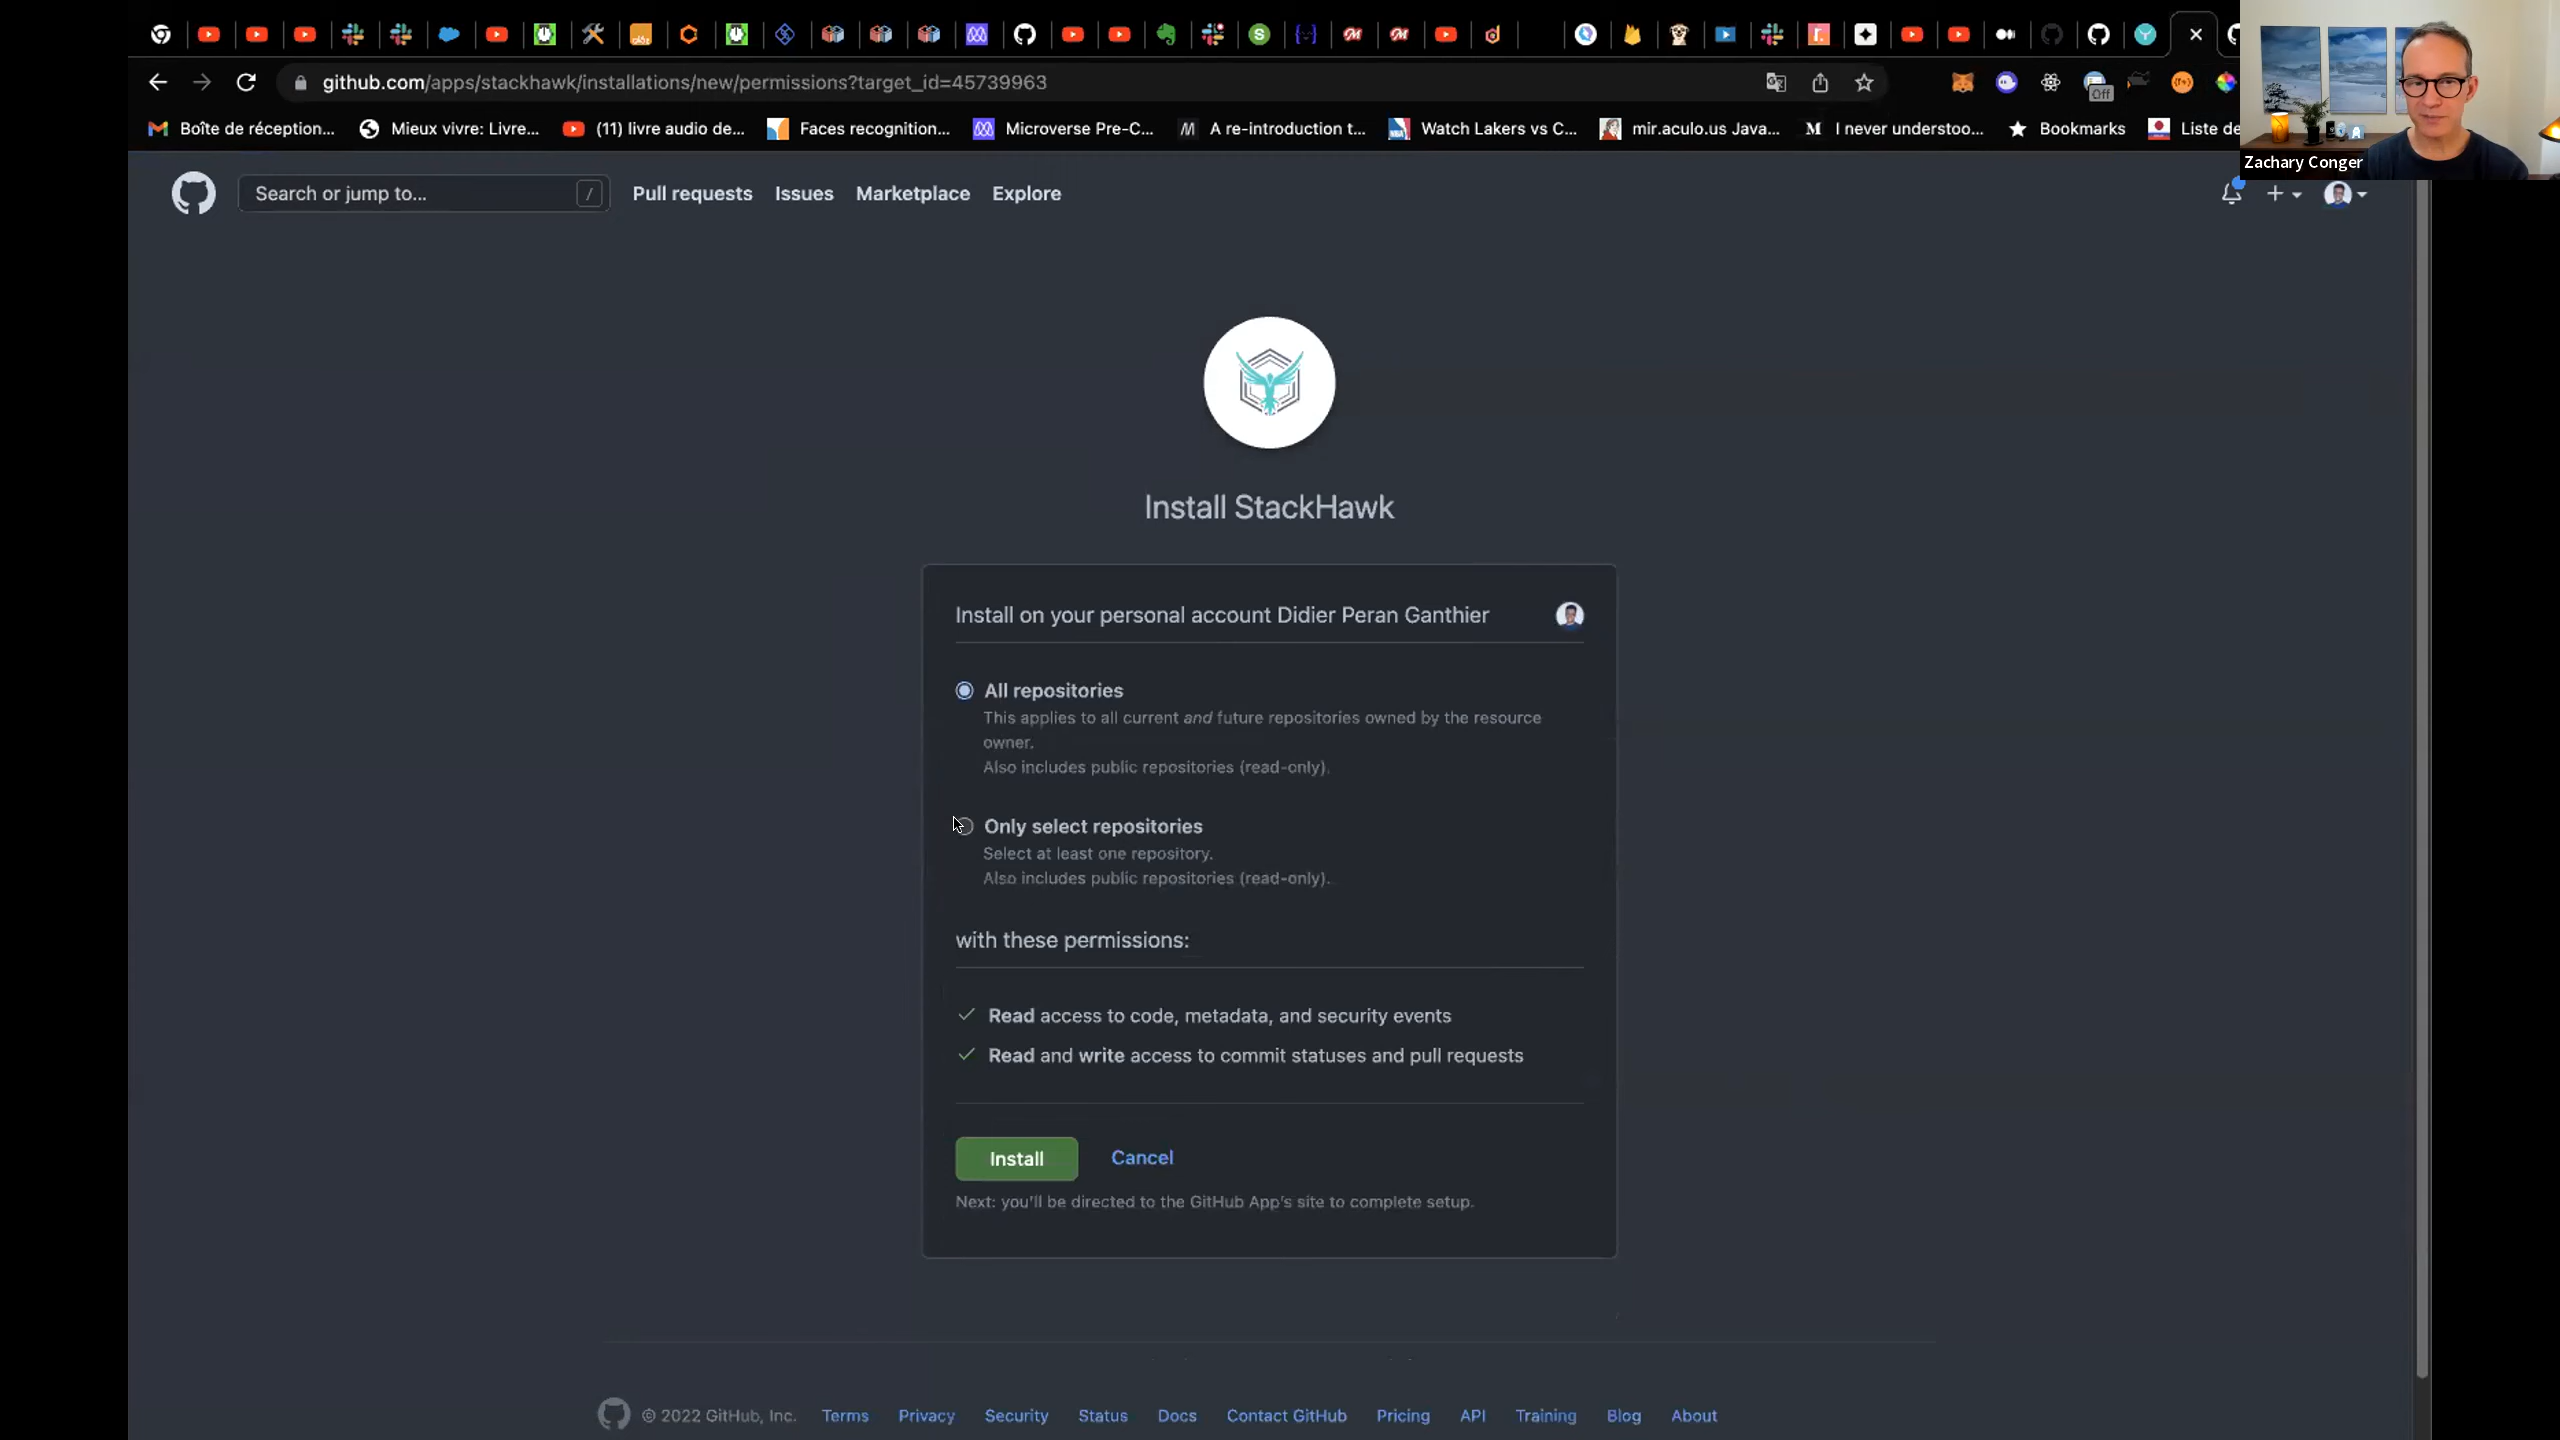 github.com/apps/stackhawk/installations/new/permissions?target_id=45739963
Off
Boîte de réception...
Mieux vivre: Livre...
(11) livre audio de...
Faces recognition...
Microverse Pre-C...
A re-introduction t...
Watch Lakers vs C...
mir.aculo.us Java...
I never understoo...
Bookmarks
Liste de
Zachary Conger
Search or jump to...
/
Pull requests
Issues
Marketplace
Explore
Install StackHawk
Install on your personal account Didier Peran Ganthier
All repositories
This applies to all current and future repositories owned by the resource
owner.
Also includes public repositories (read-only).
Only select repositories
Select at least one repository.
Also includes public repositories (read-only).
with these permissions:
Read access to code, metadata, and security events
Read and write access to commit statuses and pull requests
Install
Cancel
Next: you'll be directed to the GitHub App's site to complete setup.
© 2022 GitHub, Inc.
Terms
Privacy
Security
Status
Docs
Contact GitHub
Pricing
API
Training
Blog
About